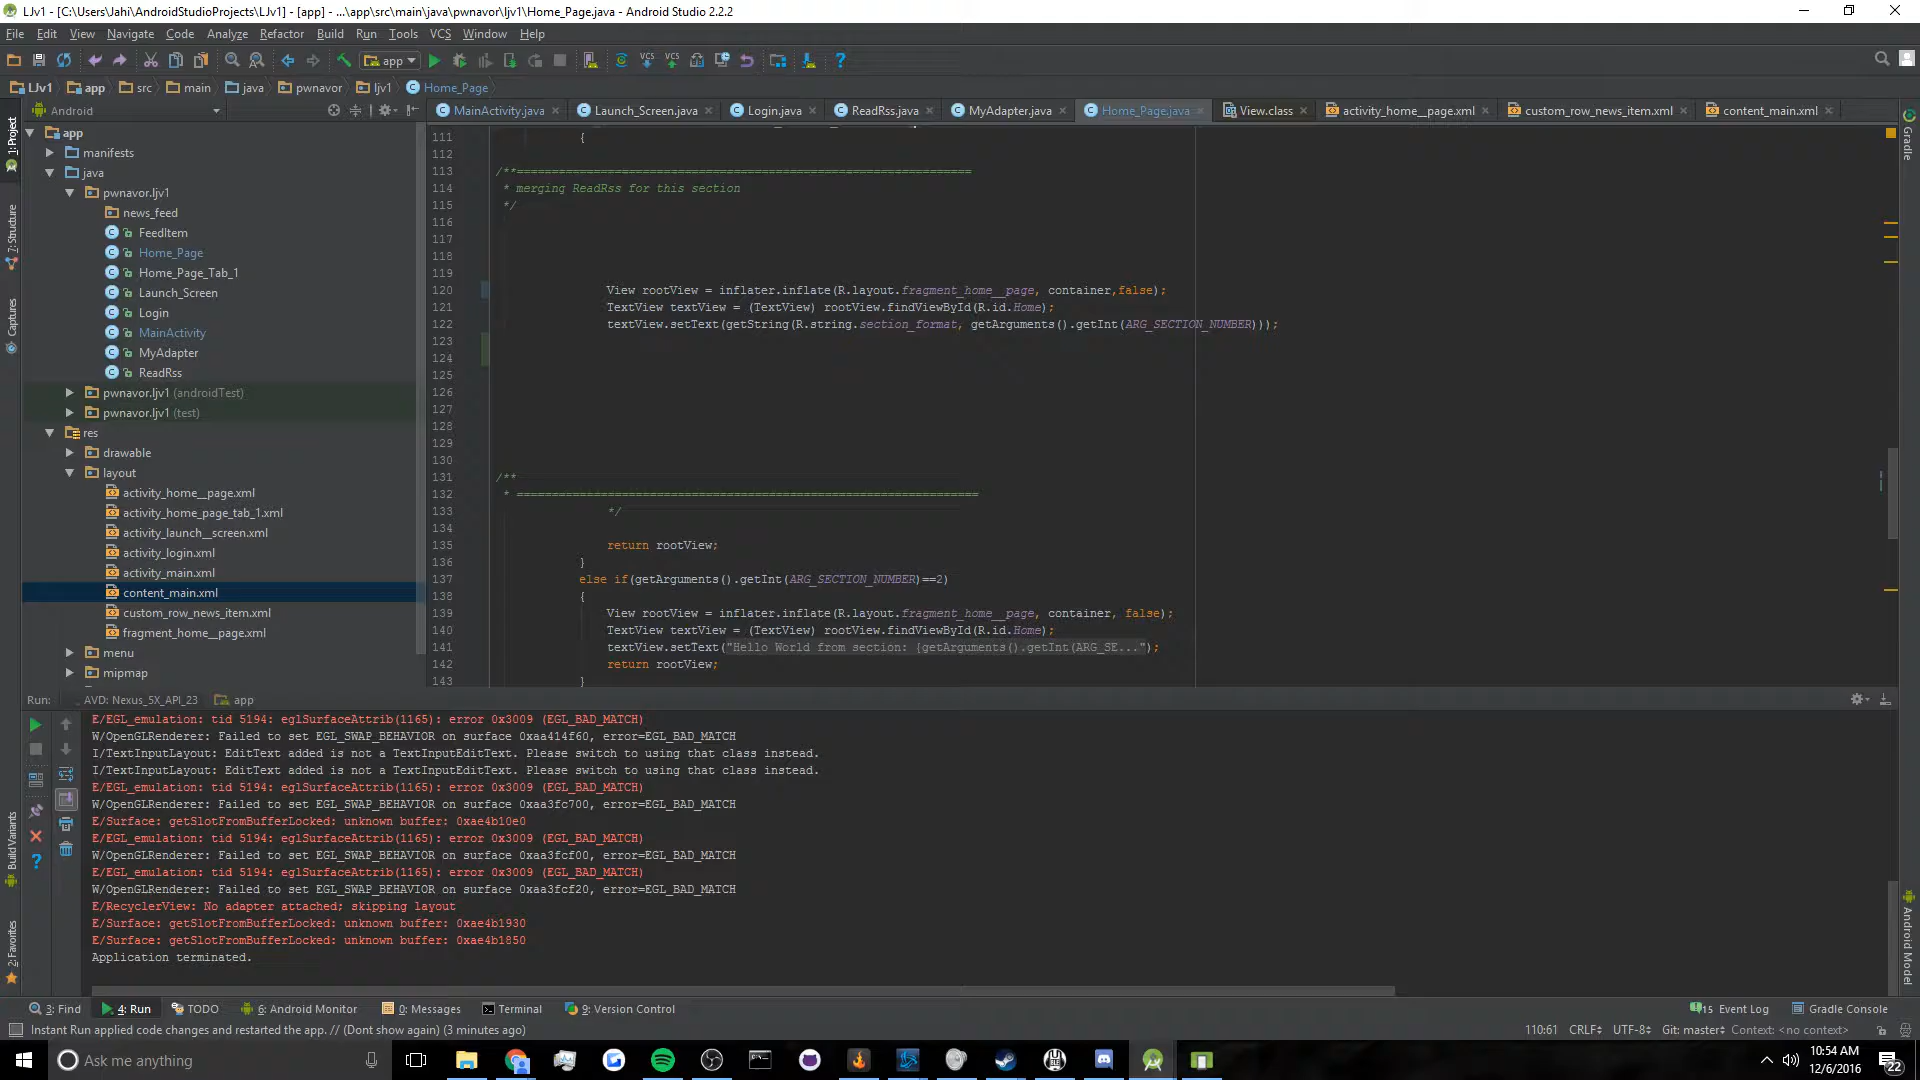 LJv1 - [C:\Users\Jahi\AndroidStudioProjects\LJv1] - [app] - ...\app\src\main\java\pwnavor\ljv1\Home_Page.java - Android Studio 2.2.2
File Edit View Navigate Code Analyze Refactor Build Run Tools VCS Window Help
app
LJv1 app src main java pwnavor ljv1 Home_Page
Android
MainActivity.java Launch_Screen.java Login.java ReadRss.java MyAdapter.java Home_Page.java View.class activity_home__page.xml custom_row_news_item.xml content_main.xml
1: Project
7: Structure
Captures
Build Variants
2: Favorites
Gradle
Android Model
app
manifests
java
pwnavor.ljv1
news_feed
FeedItem
Home_Page
Home_Page_Tab_1
Launch_Screen
Login
MainActivity
MyAdapter
ReadRss
pwnavor.ljv1 (androidTest)
pwnavor.ljv1 (test)
res
drawable
layout
activity_home__page.xml
activity_home_page_tab_1.xml
activity_launch__screen.xml
activity_login.xml
activity_main.xml
content_main.xml
custom_row_news_item.xml
fragment_home__page.xml
menu
mipmap
111 {
112
113 /**=================================================================
114 * merging ReadRss for this section
115 */
116
117
118
119
120 View rootView = inflater.inflate(R.layout.fragment_home__page, container,false);
121 TextView textView = (TextView) rootView.findViewById(R.id.Home);
122 textView.setText(getString(R.string.section_format, getArguments().getInt(ARG_SECTION_NUMBER)));
123
124
125
126
127
128
129
130
131 /**
132 * ==================================================================
133 */
134
135 return rootView;
136 }
137 else if(getArguments().getInt(ARG_SECTION_NUMBER)==2)
138 {
139 View rootView = inflater.inflate(R.layout.fragment_home__page, container, false);
140 TextView textView = (TextView) rootView.findViewById(R.id.Home);
141 textView.setText("Hello World from section: {getArguments().getInt(ARG_SE...");
142 return rootView;
143 }
Run: AVD: Nexus_5X_API_23 app
E/EGL_emulation: tid 5194: eglSurfaceAttrib(1165): error 0x3009 (EGL_BAD_MATCH)
W/OpenGLRenderer: Failed to set EGL_SWAP_BEHAVIOR on surface 0xaa414f60, error=EGL_BAD_MATCH
I/TextInputLayout: EditText added is not a TextInputEditText. Please switch to using that class instead.
I/TextInputLayout: EditText added is not a TextInputEditText. Please switch to using that class instead.
E/EGL_emulation: tid 5194: eglSurfaceAttrib(1165): error 0x3009 (EGL_BAD_MATCH)
W/OpenGLRenderer: Failed to set EGL_SWAP_BEHAVIOR on surface 0xaa3fc700, error=EGL_BAD_MATCH
E/Surface: getSlotFromBufferLocked: unknown buffer: 0xae4b10e0
E/EGL_emulation: tid 5194: eglSurfaceAttrib(1165): error 0x3009 (EGL_BAD_MATCH)
W/OpenGLRenderer: Failed to set EGL_SWAP_BEHAVIOR on surface 0xaa3fcf00, error=EGL_BAD_MATCH
E/EGL_emulation: tid 5194: eglSurfaceAttrib(1165): error 0x3009 (EGL_BAD_MATCH)
W/OpenGLRenderer: Failed to set EGL_SWAP_BEHAVIOR on surface 0xaa3fcf20, error=EGL_BAD_MATCH
E/RecyclerView: No adapter attached; skipping layout
E/Surface: getSlotFromBufferLocked: unknown buffer: 0xae4b1930
E/Surface: getSlotFromBufferLocked: unknown buffer: 0xae4b1850
Application terminated.
3: Find 4: Run TODO 6: Android Monitor 0: Messages Terminal 9: Version Control 15 Event Log Gradle Console
Instant Run applied code changes and restarted the app. // (Dont show again) (3 minutes ago) 110:61 CRLF UTF-8 Git: master Context: <no context>
Ask me anything
10:54 AM
12/6/2016
22